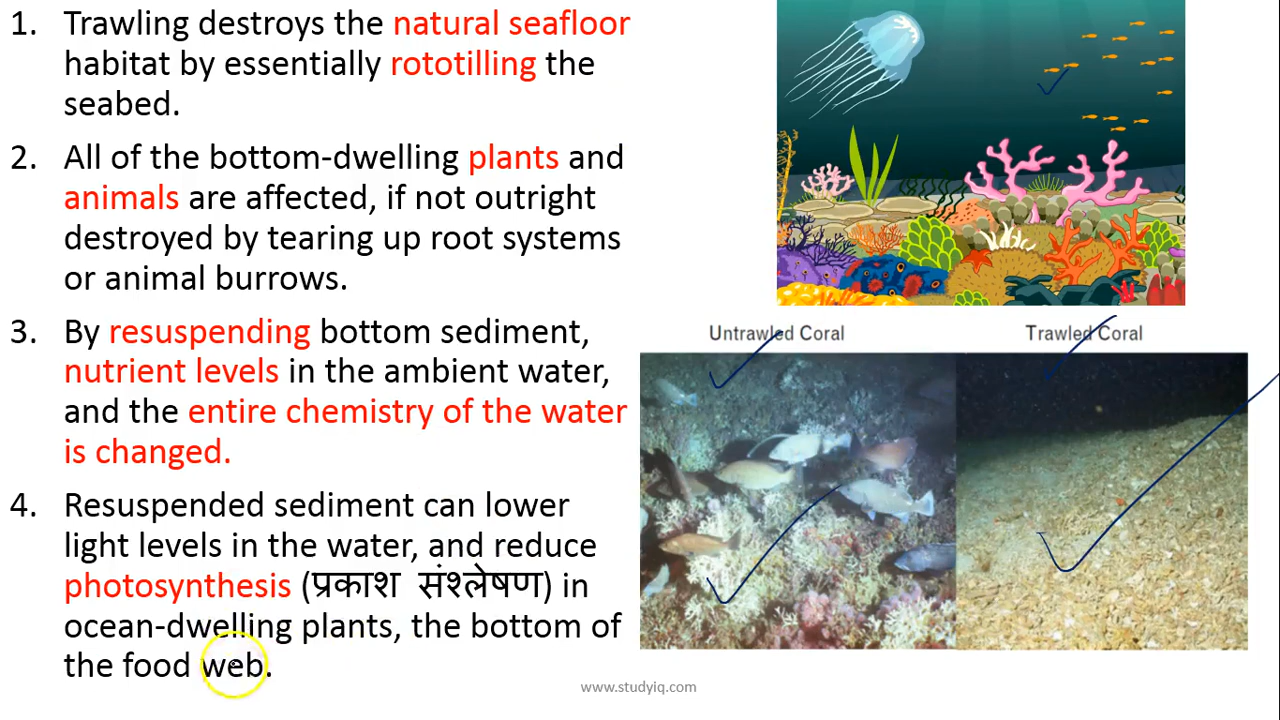 1. Trawling destroys the natural seafloor
habitat by essentially rototilling the
seabed.
2. All of the bottom-dwelling plants and
animals are affected, if not outright
destroyed by tearing up root systems
or animal burrows.
3. By resuspending bottom sediment,
nutrient levels in the ambient water,
and the entire chemistry of the water
is changed.
4. Resuspended sediment can lower
light levels in the water, and reduce
photosynthesis (प्रकाश संश्लेषण) in
ocean-dwelling plants, the bottom of
the food web.
Untrawled Coral
Trawled Coral
www.studyiq.com